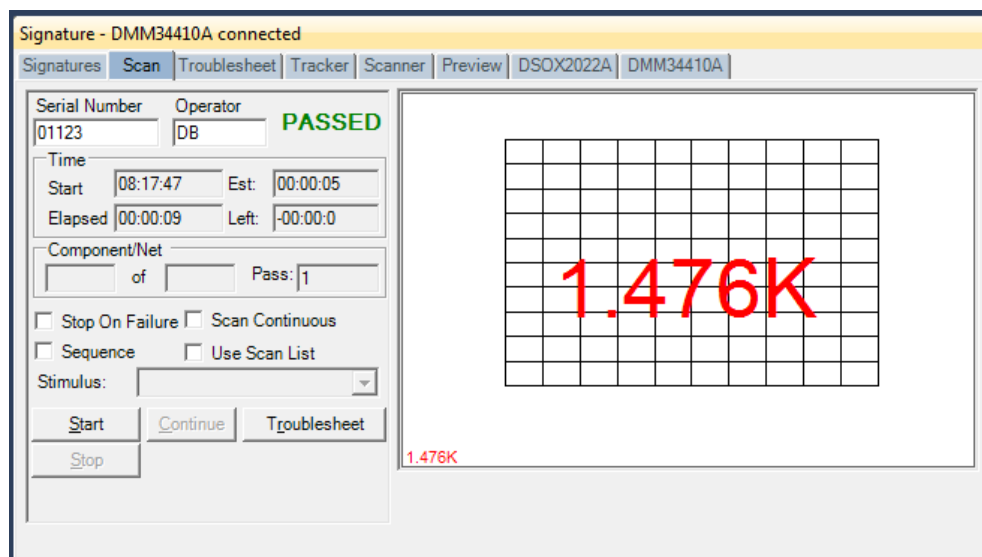 Signature - DMM34410A connected
Signatures Scan Troublesheet Tracker Scanner Preview DSOX2022A DMM34410A
Serial Number Operator
01123 DB PASSED
Time
Start 08:17:47 Est: 00:00:05
Elapsed 00:00:09 Left: -00:00:0
Component/Net
of Pass: 1
Stop On Failure Scan Continuous
Sequence Use Scan List
Stimulus:
Start Continue Troublesheet
Stop
1.476K
1.476K